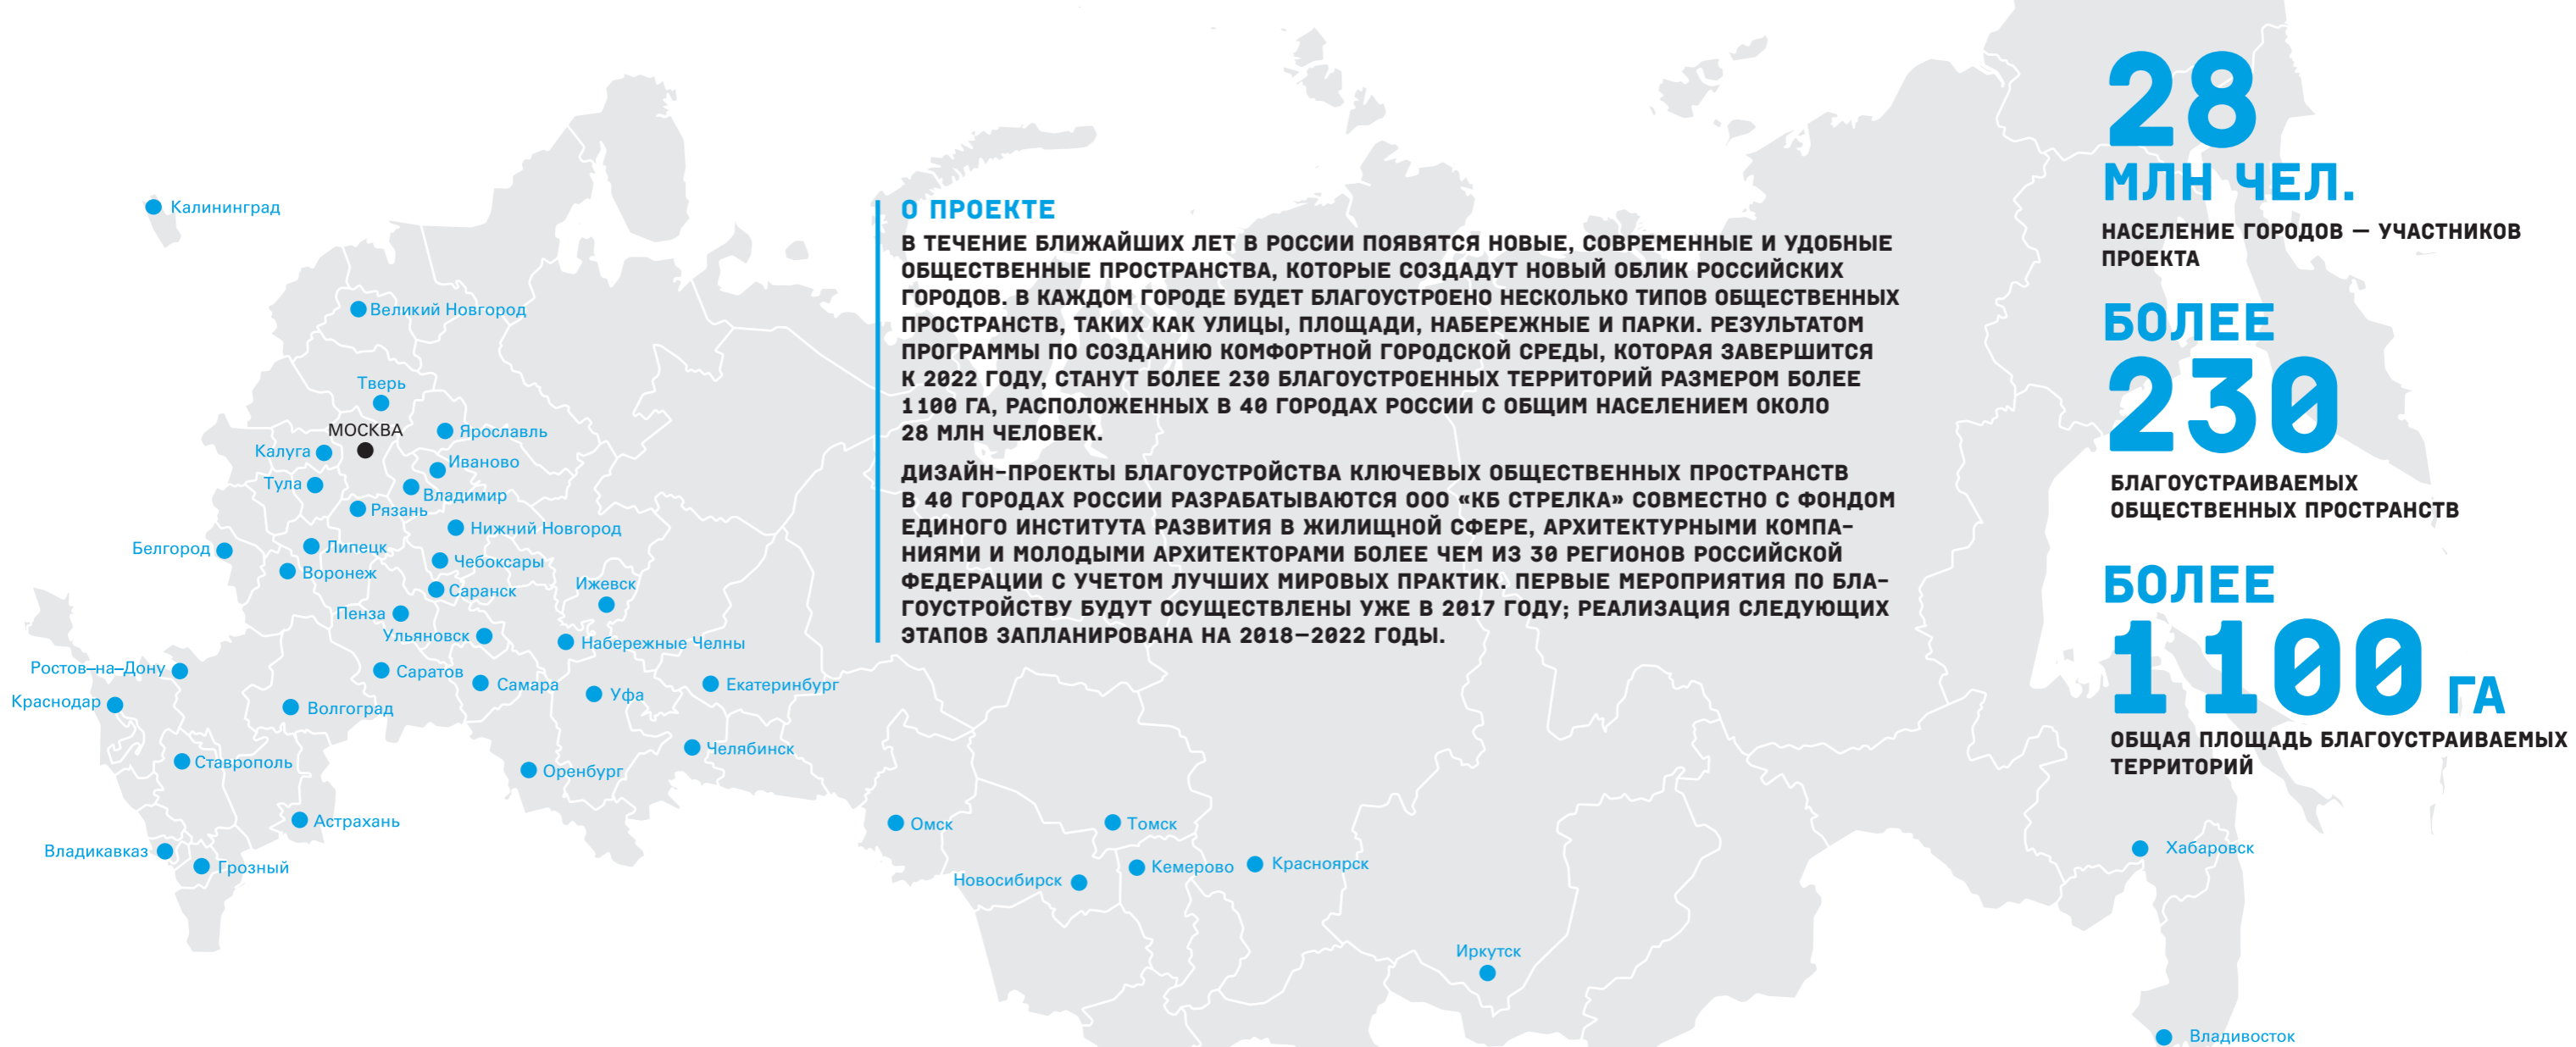 Калининград
Великий Новгород
Тверь
МОСКВА
Ярославль
Калуга
Иваново
Тула
Владимир
Рязань
Нижний Новгород
Белгород
Липецк
Чебоксары
Воронеж
Саранск
Ижевск
Пенза
Ульяновск
Набережные Челны
Ростов–на–Дону
Саратов
Самара
Уфа
Екатеринбург
Краснодар
Волгоград
Челябинск
Ставрополь
Оренбург
Астрахань
Владикавказ
Грозный
Омск
Томск
Новосибирск
Кемерово
Красноярск
Иркутск
Хабаровск
Владивосток
О ПРОЕКТЕ
В ТЕЧЕНИЕ БЛИЖАЙШИХ ЛЕТ В РОССИИ ПОЯВЯТСЯ НОВЫЕ, СОВРЕМЕННЫЕ И УДОБНЫЕ
ОБЩЕСТВЕННЫЕ ПРОСТРАНСТВА, КОТОРЫЕ СОЗДАДУТ НОВЫЙ ОБЛИК РОССИЙСКИХ
ГОРОДОВ. В КАЖДОМ ГОРОДЕ БУДЕТ БЛАГОУСТРОЕНО НЕСКОЛЬКО ТИПОВ ОБЩЕСТВЕННЫХ
ПРОСТРАНСТВ, ТАКИХ КАК УЛИЦЫ, ПЛОЩАДИ, НАБЕРЕЖНЫЕ И ПАРКИ. РЕЗУЛЬТАТОМ
ПРОГРАММЫ ПО СОЗДАНИЮ КОМФОРТНОЙ ГОРОДСКОЙ СРЕДЫ, КОТОРАЯ ЗАВЕРШИТСЯ
К 2022 ГОДУ, СТАНУТ БОЛЕЕ 230 БЛАГОУСТРОЕННЫХ ТЕРРИТОРИЙ РАЗМЕРОМ БОЛЕЕ
1100 ГА, РАСПОЛОЖЕННЫХ В 40 ГОРОДАХ РОССИИ С ОБЩИМ НАСЕЛЕНИЕМ ОКОЛО
28 МЛН ЧЕЛОВЕК.
ДИЗАЙН-ПРОЕКТЫ БЛАГОУСТРОЙСТВА КЛЮЧЕВЫХ ОБЩЕСТВЕННЫХ ПРОСТРАНСТВ
В 40 ГОРОДАХ РОССИИ РАЗРАБАТЫВАЮТСЯ ООО «КБ СТРЕЛКА» СОВМЕСТНО С ФОНДОМ
ЕДИНОГО ИНСТИТУТА РАЗВИТИЯ В ЖИЛИЩНОЙ СФЕРЕ, АРХИТЕКТУРНЫМИ КОМПА-
НИЯМИ И МОЛОДЫМИ АРХИТЕКТОРАМИ БОЛЕЕ ЧЕМ ИЗ 30 РЕГИОНОВ РОССИЙСКОЙ
ФЕДЕРАЦИИ С УЧЕТОМ ЛУЧШИХ МИРОВЫХ ПРАКТИК. ПЕРВЫЕ МЕРОПРИЯТИЯ ПО БЛА-
ГОУСТРОЙСТВУ БУДУТ ОСУЩЕСТВЛЕНЫ УЖЕ В 2017 ГОДУ; РЕАЛИЗАЦИЯ СЛЕДУЮЩИХ
ЭТАПОВ ЗАПЛАНИРОВАНА НА 2018–2022 ГОДЫ.
28
МЛН ЧЕЛ.
НАСЕЛЕНИЕ ГОРОДОВ — УЧАСТНИКОВ
ПРОЕКТА
БОЛЕЕ
230
БЛАГОУСТРАИВАЕМЫХ
ОБЩЕСТВЕННЫХ ПРОСТРАНСТВ
БОЛЕЕ
1100 ГА
ОБЩАЯ ПЛОЩАДЬ БЛАГОУСТРАИВАЕМЫХ
ТЕРРИТОРИЙ